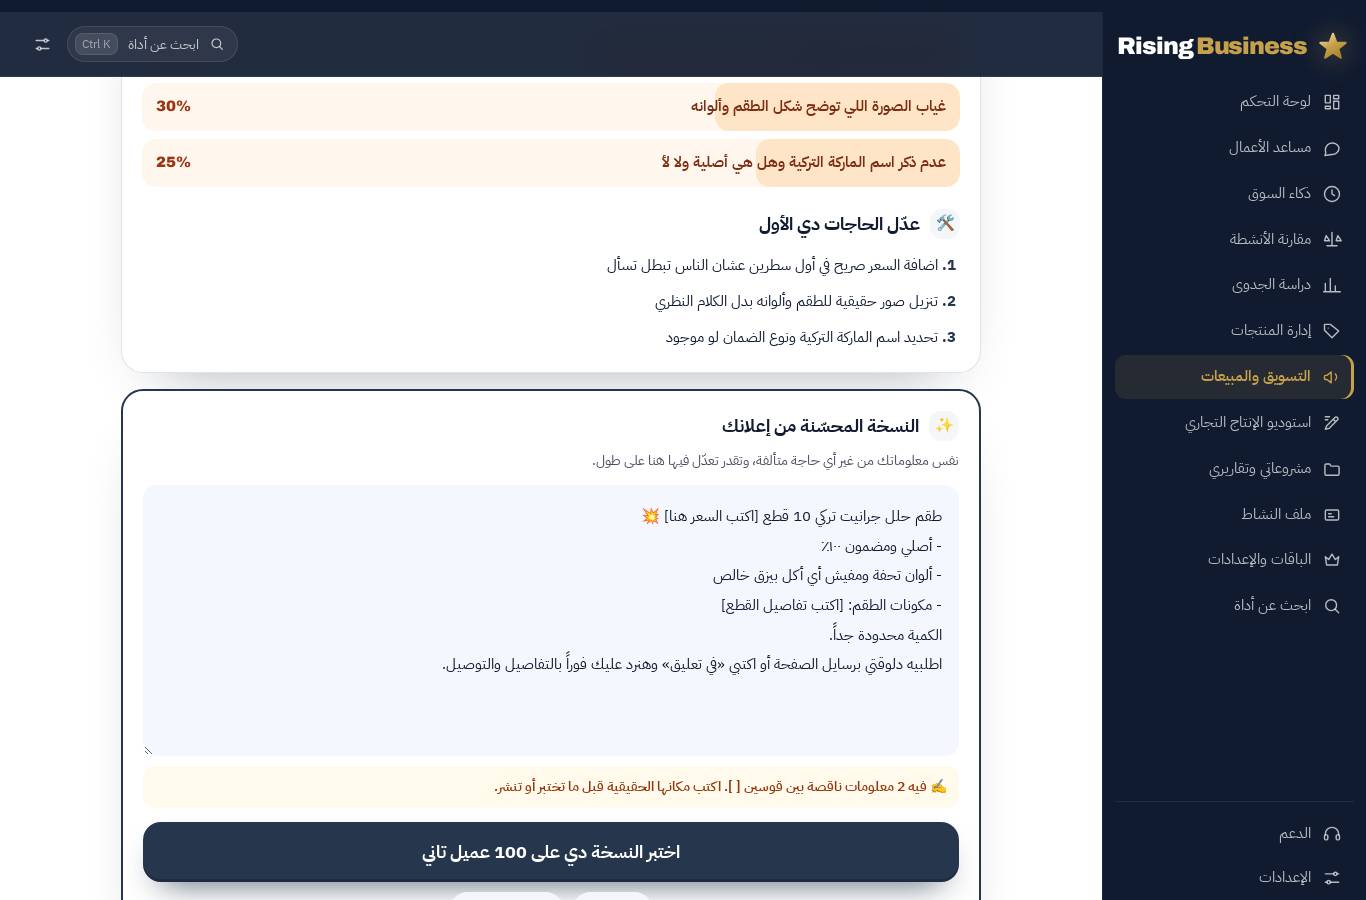 RisingBusiness
لوحة التحكم
مساعد الأعمال
ذكاء السوق
مقارنة الأنشطة
دراسة الجدوى
إدارة المنتجات
التسويق والمبيعات
استوديو الإنتاج التجاري
مشروعاتي وتقاريري
ملف النشاط
الباقات والإعدادات
ابحث عن أداة
الدعم
الإعدادات
ابحث عن أداة Ctrl K
غياب الصورة اللي توضح شكل الطقم وألوانه 30%
عدم ذكر اسم الماركة التركية وهل هي أصلية ولا لأ 25%
عدّل الحاجات دي الأول
1. اضافة السعر صريح في أول سطرين عشان الناس تبطل تسأل
2. تنزيل صور حقيقية للطقم وألوانه بدل الكلام النظري
3. تحديد اسم الماركة التركية ونوع الضمان لو موجود
النسخة المحسّنة من إعلانك
نفس معلوماتك من غير أي حاجة متألفة، وتقدر تعدّل فيها هنا على طول.
طقم حلل جرانيت تركي 10 قطع [اكتب السعر هنا] 💥
- أصلي ومضمون ١٠٠٪
- ألوان تحفة ومفيش أي أكل بيزق خالص
- مكونات الطقم: [اكتب تفاصيل القطع]
الكمية محدودة جداً.
اطلبيه دلوقتي برسايل الصفحة أو اكتبي «في تعليق» وهنرد عليك فوراً بالتفاصيل والتوصيل.
✍️ فيه 2 معلومات ناقصة بين قوسين [ ]. اكتب مكانها الحقيقية قبل ما تختبر أو تنشر.
اختبر النسخة دي على 100 عميل تاني